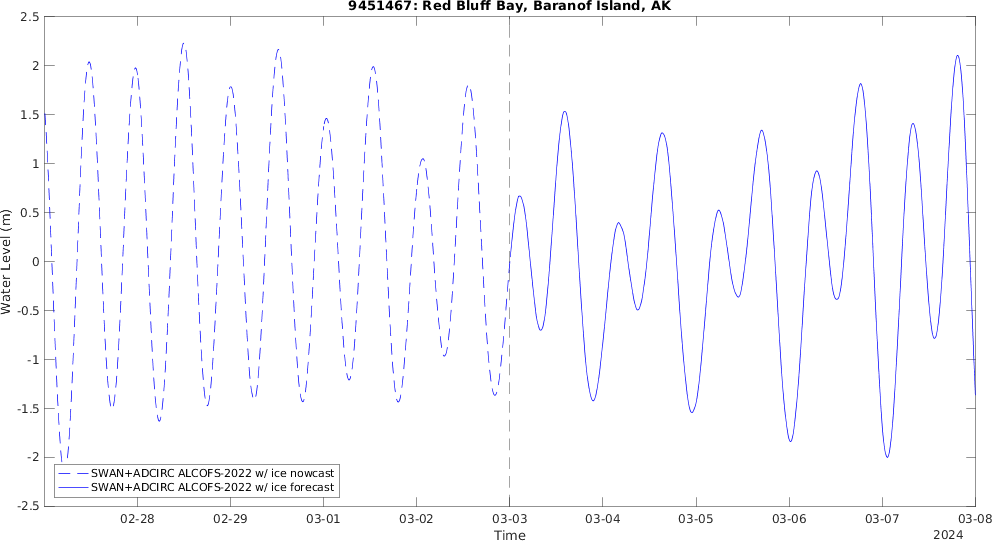 9451467: Red Bluff Bay, Baranof Island, AK
2.5
2
1.5
1
0.5
0
-0.5
-1
-1.5
-2
-2.5
Water Level (m)
SWAN+ADCIRC ALCOFS-2022 w/ ice nowcast
SWAN+ADCIRC ALCOFS-2022 w/ ice forecast
02-28 02-29 03-01 03-02 03-03 03-04 03-05 03-06 03-07 03-08
Time
2024